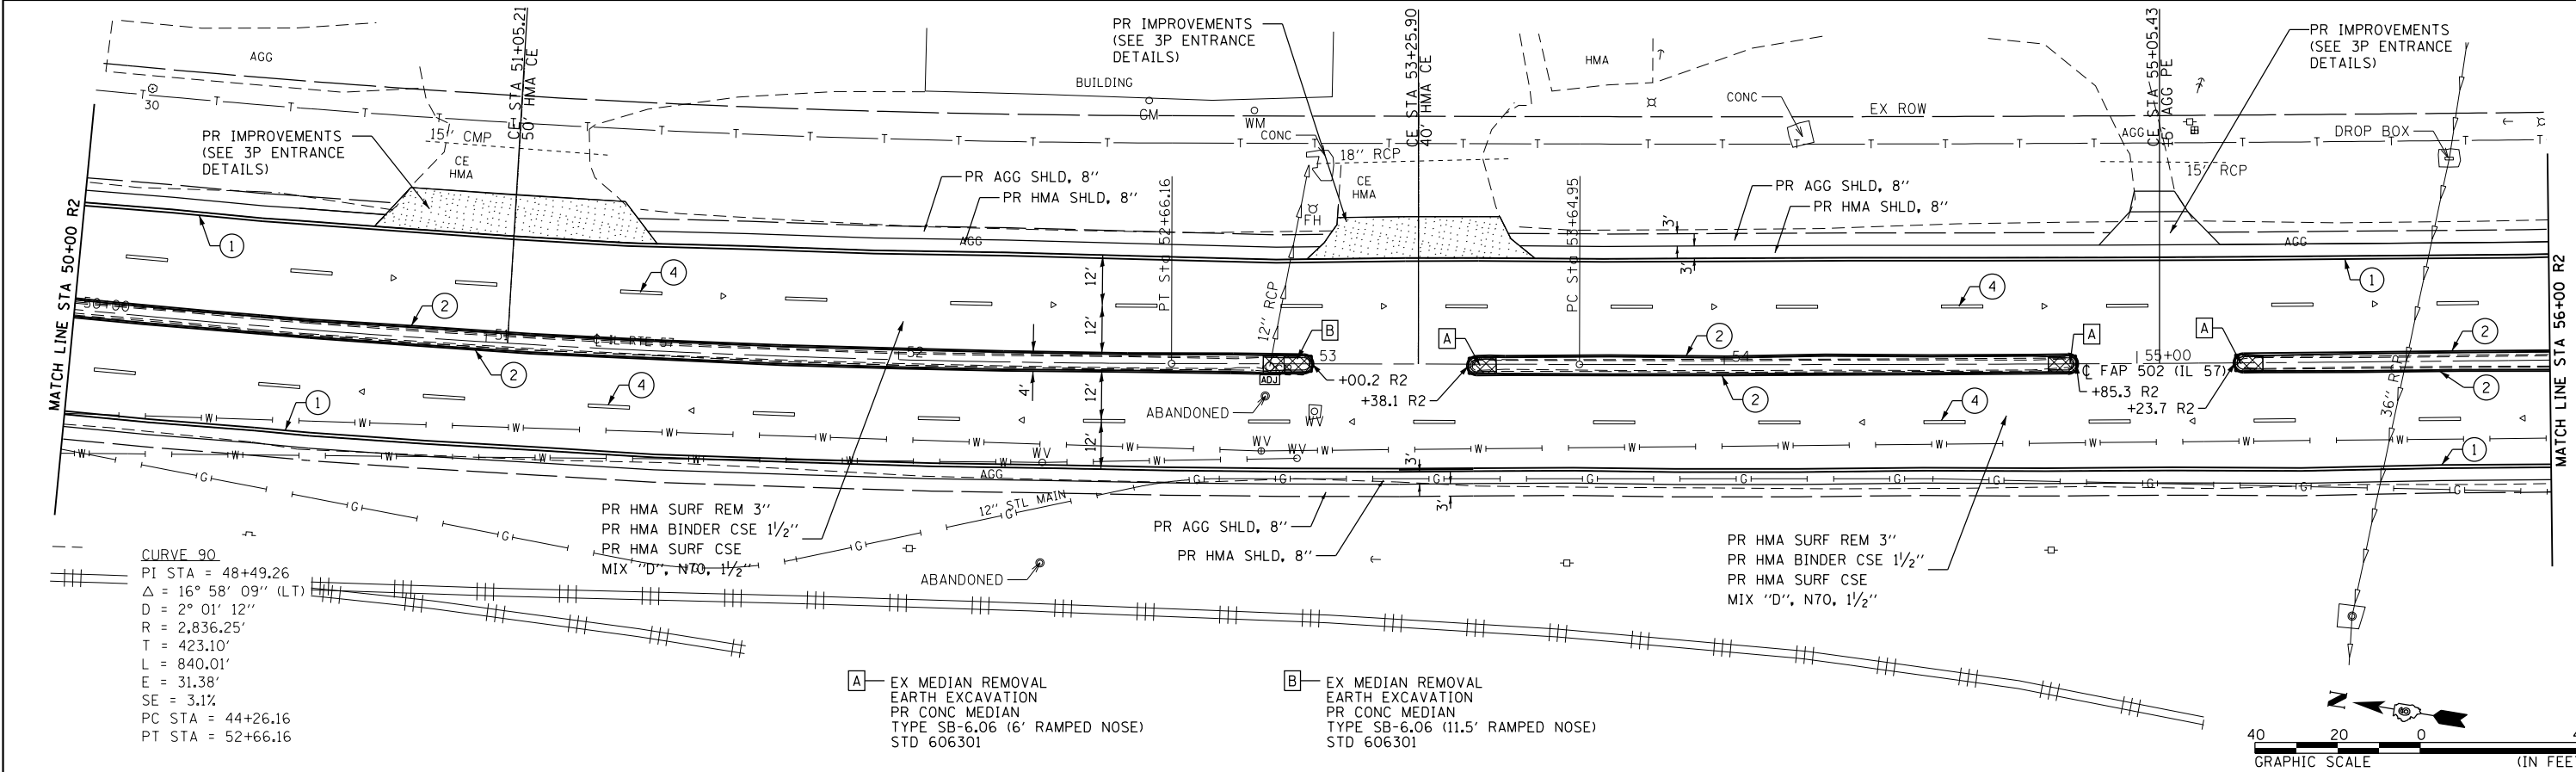 CE STA 51+05.21
50' HMA CE
CE STA 53+25.90
40' HMA CE
CE STA 55+05.43
16' AGG PE
PR IMPROVEMENTS
(SEE 3P ENTRANCE
DETAILS)
PR IMPROVEMENTS
(SEE 3P ENTRANCE
DETAILS)
AGG
HMA
BUILDING
30
T
GM
WM
CONC
CONC
EX ROW
AGG
DROP BOX
PR IMPROVEMENTS
(SEE 3P ENTRANCE
DETAILS)
15" CMP
CE
HMA
18" RCP
CE
HMA
15" RCP
PR AGG SHLD, 8"
PR HMA SHLD, 8"
AGG
FH
PT Sta 52+66.16
PC Sta 53+64.95
PR AGG SHLD, 8"
PR HMA SHLD, 8"
3'
3'
AGG
MATCH LINE STA 50+00 R2
MATCH LINE STA 56+00 R2
1
4
4
1
12'
12'
12" RCP
50+00
2
51
℄ IL RTE 57
52
B
53
A
2
54
A
55+00
A
2
2
4'
ADJ
+00.2 R2
+38.1 R2
2
℄ FAP 502 (IL 57)
+85.3 R2
+23.7 R2
2
36" RCP
4
12'
12'
ABANDONED
WV
4
1
W
WV
WV
WV
1
AGG
3'
3'
G
12" STL MAIN
PR HMA SURF REM 3"
PR HMA BINDER CSE 1½"
PR HMA SURF CSE
MIX "D", N70, 1½"
PR AGG SHLD, 8"
PR HMA SHLD, 8"
ABANDONED
PR HMA SURF REM 3"
PR HMA BINDER CSE 1½"
PR HMA SURF CSE
MIX "D", N70, 1½"
CURVE 90
PI STA = 48+49.26
Δ = 16° 58' 09" (LT)
D = 2° 01' 12"
R = 2,836.25'
T = 423.10'
L = 840.01'
E = 31.38'
SE = 3.1%
PC STA = 44+26.16
PT STA = 52+66.16
A EX MEDIAN REMOVAL
EARTH EXCAVATION
PR CONC MEDIAN
TYPE SB-6.06 (6' RAMPED NOSE)
STD 606301
B EX MEDIAN REMOVAL
EARTH EXCAVATION
PR CONC MEDIAN
TYPE SB-6.06 (11.5' RAMPED NOSE)
STD 606301
N
40 20 0 4
GRAPHIC SCALE (IN FEE